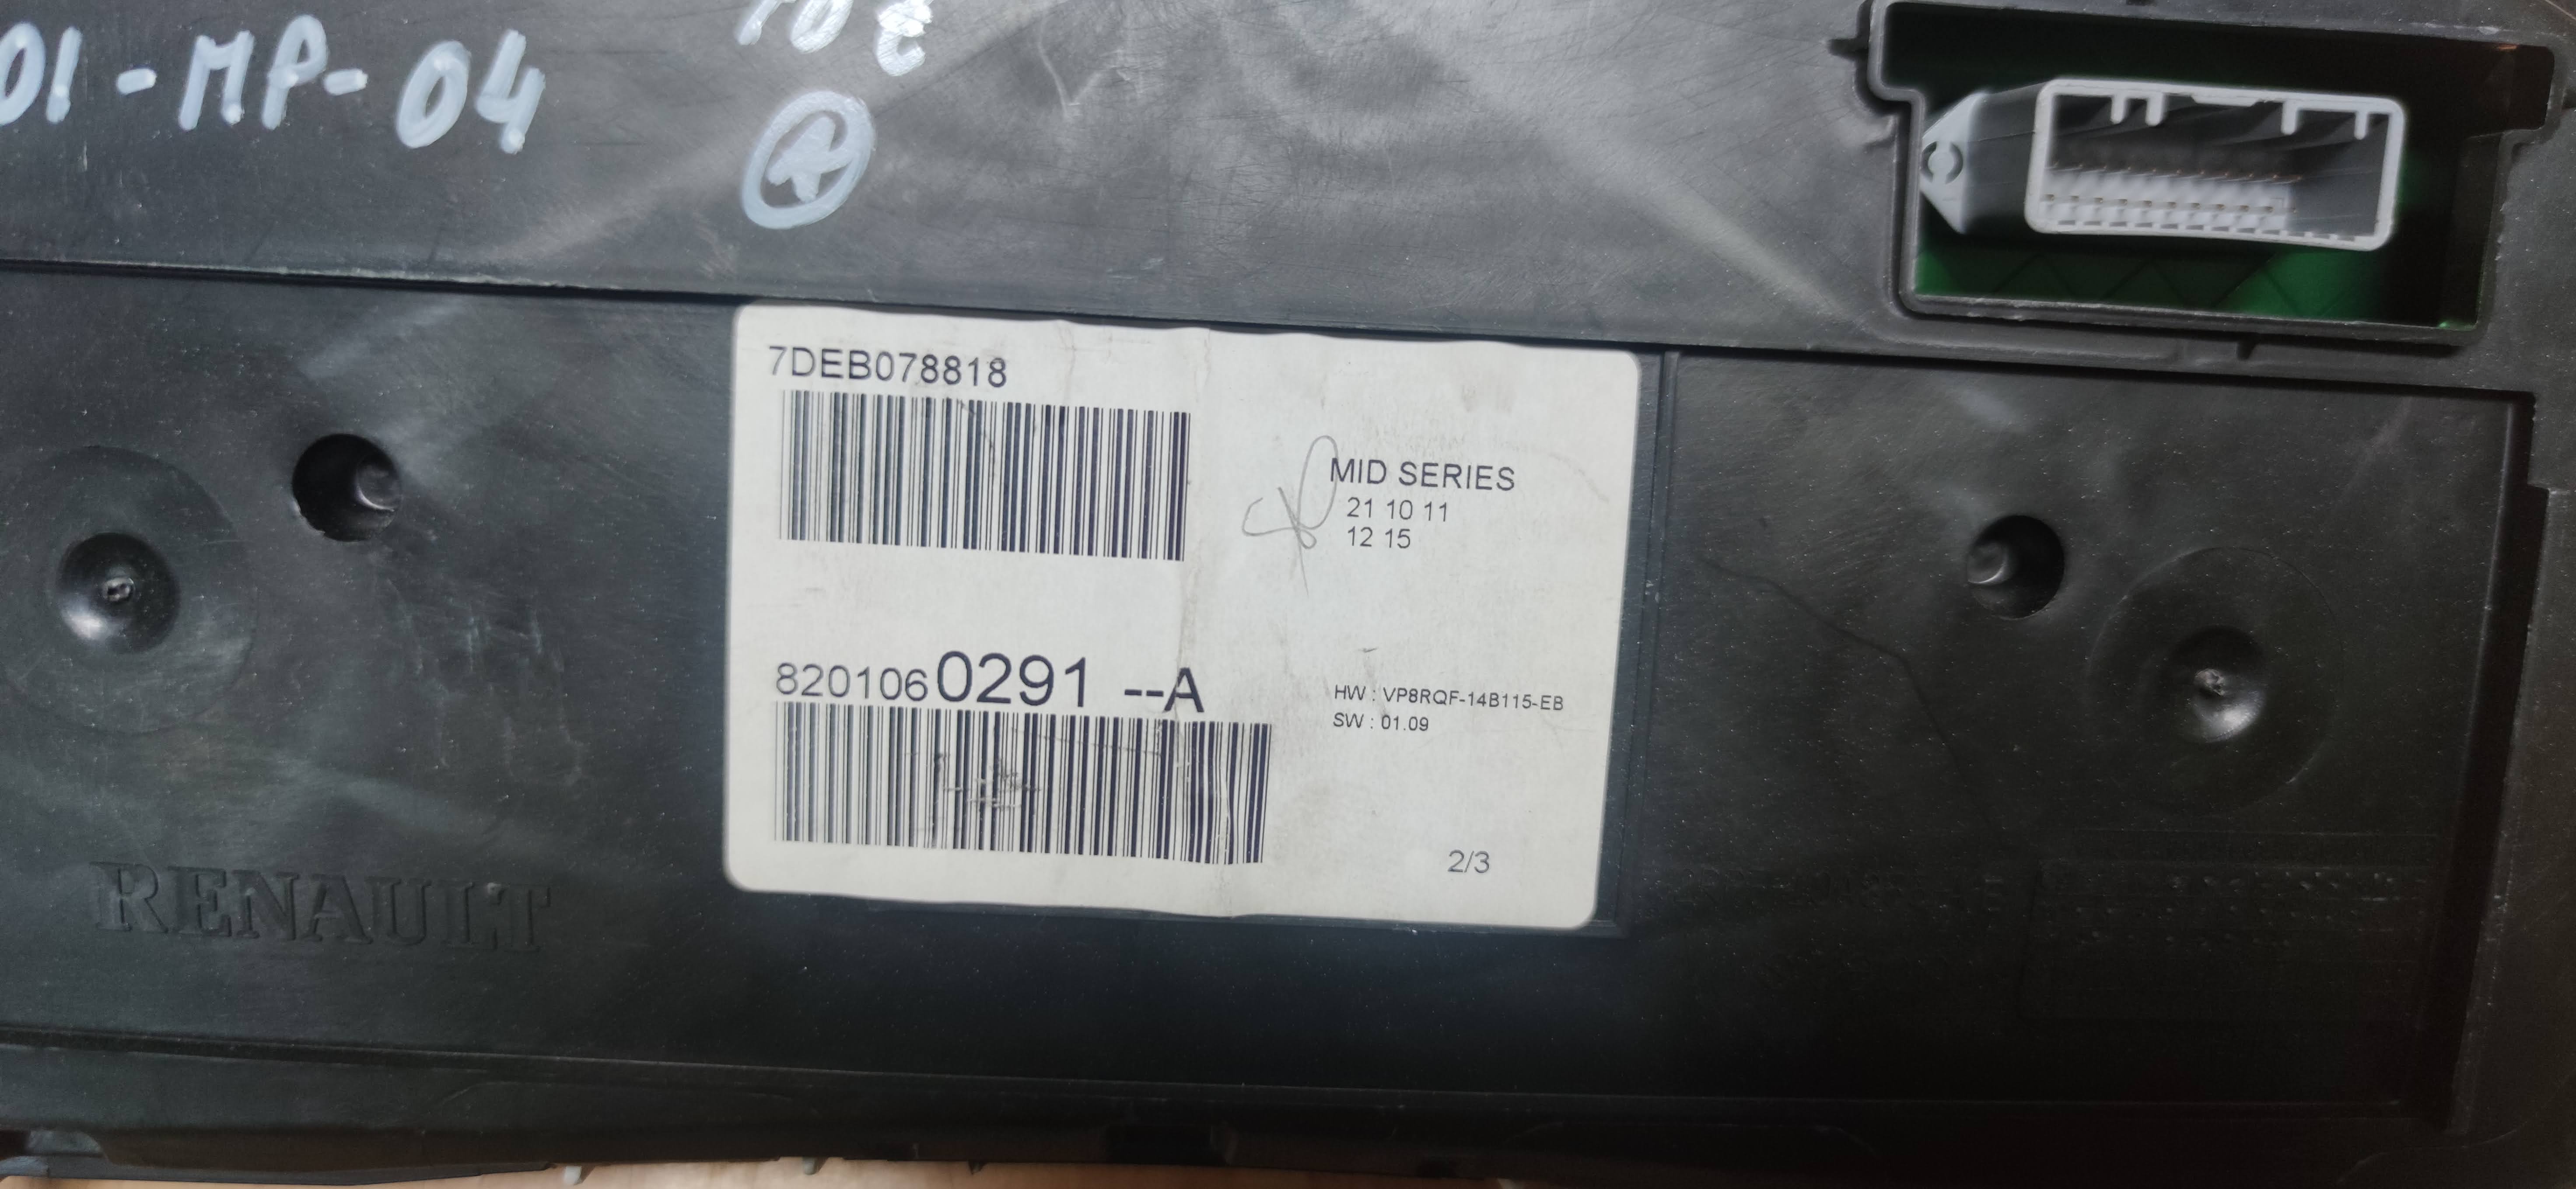 01-MP-04
7DEB078818
MID SERIES
21 10 11
12 15
8201060291 --A
HW : VP8RQF-14B115-EB
SW : 01.09
2/3
RENAULT